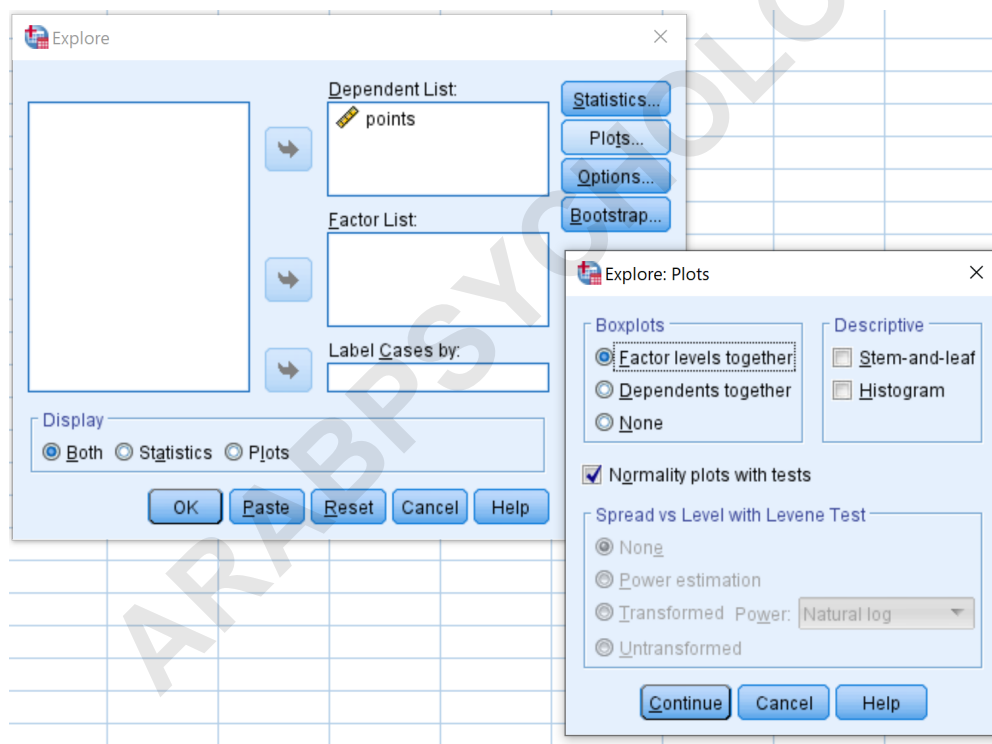 Explore
Dependent List:
points
Statistics...
Plots...
Options...
Bootstrap...
Factor List:
Label Cases by:
Display
Both Statistics Plots
OK Paste Reset Cancel Help
Explore: Plots
Boxplots
Factor levels together
Dependents together
None
Descriptive
Stem-and-leaf
Histogram
Normality plots with tests
Spread vs Level with Levene Test
None
Power estimation
Transformed Power: Natural log
Untransformed
Continue Cancel Help
ARABPSYCHOLO